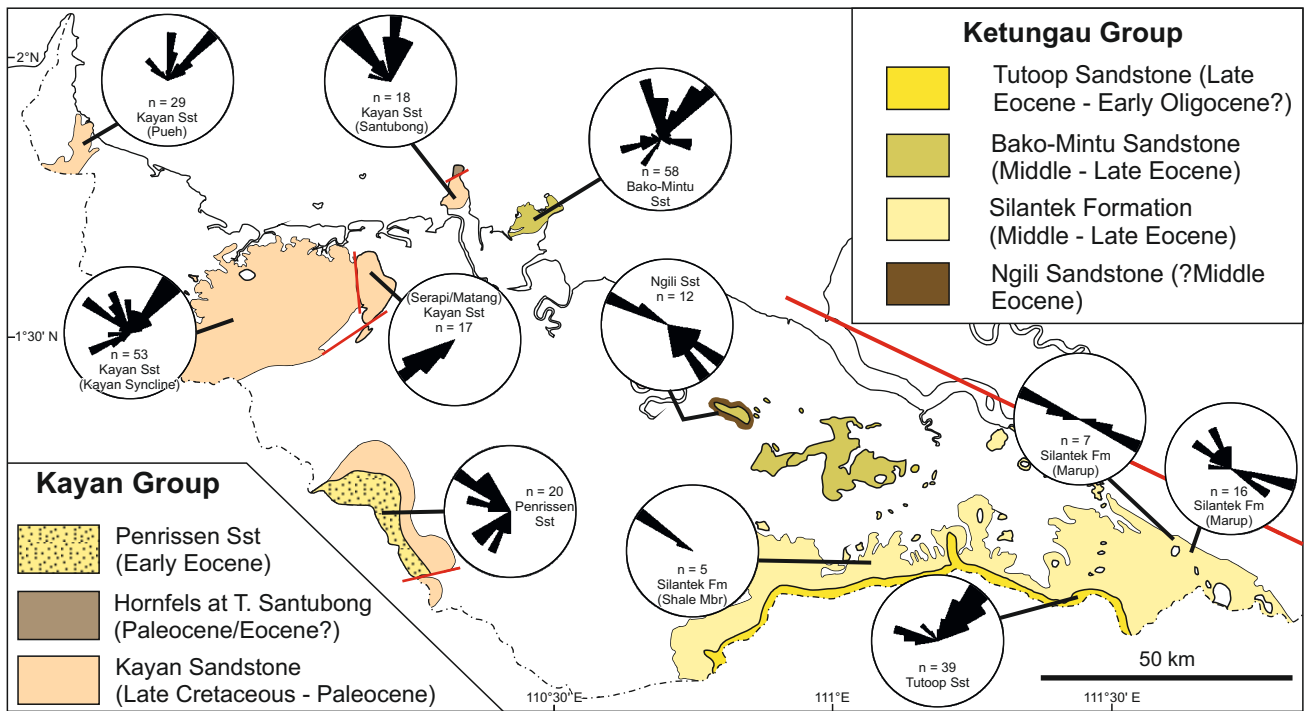 2°N
n = 29
Kayan Sst
(Pueh)
n = 18
Kayan Sst
(Santubong)
n = 58
Bako-Mintu
Sst
Ketungau Group
Tutoop Sandstone (Late
Eocene - Early Oligocene?)
Bako-Mintu Sandstone
(Middle - Late Eocene)
Silantek Formation
(Middle - Late Eocene)
Ngili Sandstone (?Middle
Eocene)
1°30' N
n = 53
Kayan Sst
(Kayan Syncline)
(Serapi/Matang)
Kayan Sst
n = 17
Ngili Sst
n = 12
n = 7
Silantek Fm
(Marup)
n = 16
Silantek Fm
(Marup)
n = 20
Penrissen
Sst
n = 5
Silantek Fm
(Shale Mbr)
n = 39
Tutoop Sst
Kayan Group
Penrissen Sst
(Early Eocene)
Hornfels at T. Santubong
(Paleocene/Eocene?)
Kayan Sandstone
(Late Cretaceous - Paleocene)
50 km
110°30' E
111°E
111°30' E